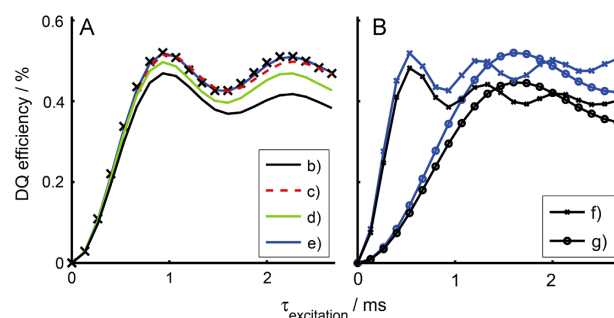 A
B
DQ efficiency / %
0.6
0.4
0.2
0
b)
c)
d)
e)
f)
g)
0 1 2
0 1 2
τexcitation / ms